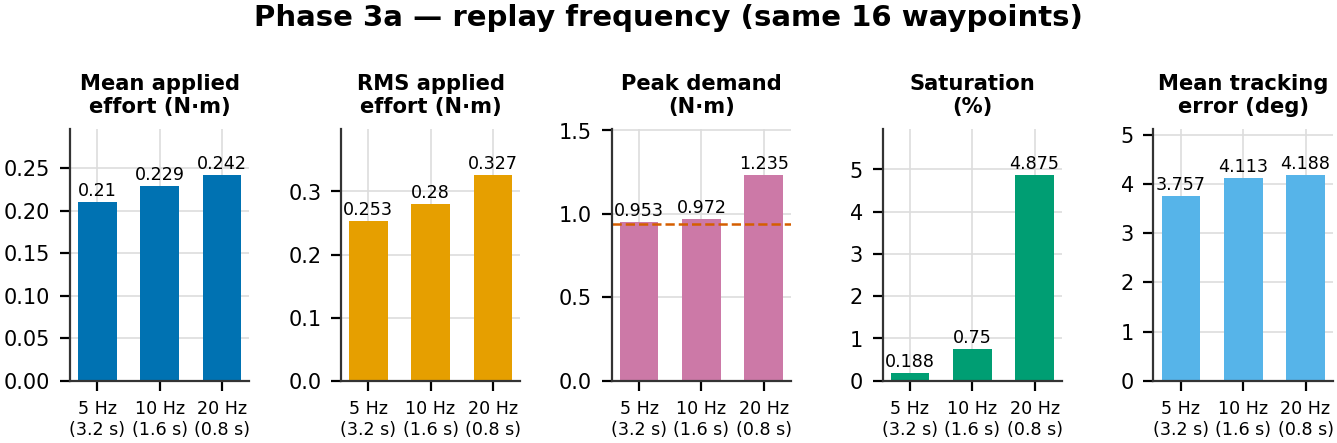 Phase 3a — replay frequency (same 16 waypoints)
Mean applied
effort (N·m)
0.25
0.20
0.15
0.10
0.05
0.00
0.21
0.229
0.242
5 Hz
(3.2 s)
10 Hz
(1.6 s)
20 Hz
(0.8 s)
RMS applied
effort (N·m)
0.3
0.2
0.1
0.0
0.253
0.28
0.327
5 Hz
(3.2 s)
10 Hz
(1.6 s)
20 Hz
(0.8 s)
Peak demand
(N·m)
1.5
1.0
0.5
0.0
0.953
0.972
1.235
5 Hz
(3.2 s)
10 Hz
(1.6 s)
20 Hz
(0.8 s)
Saturation
(%)
5
4
3
2
1
0
0.188
0.75
4.875
5 Hz
(3.2 s)
10 Hz
(1.6 s)
20 Hz
(0.8 s)
Mean tracking
error (deg)
5
4
3
2
1
0
3.757
4.113
4.188
5 Hz
(3.2 s)
10 Hz
(1.6 s)
20 Hz
(0.8 s)